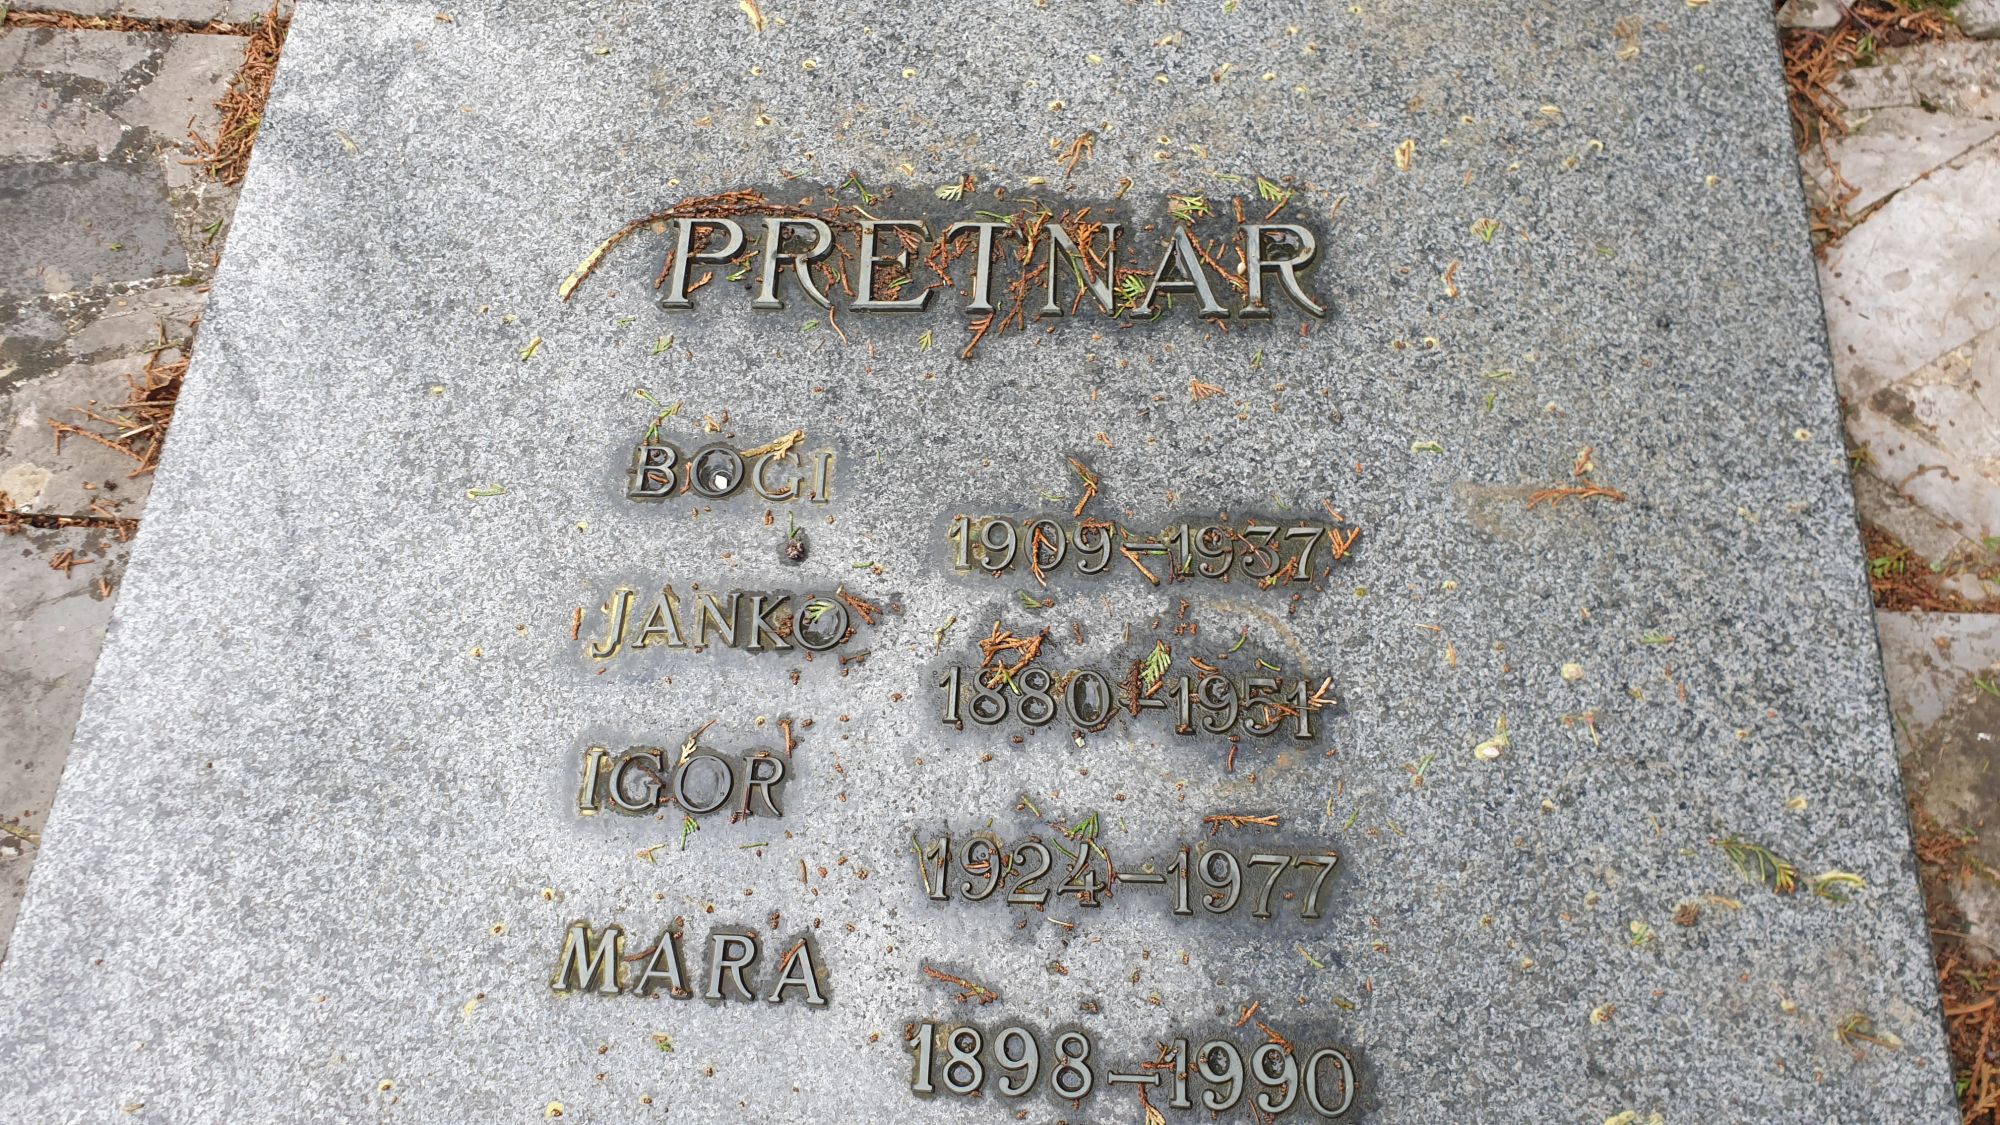 PRETNAR
BOGI
1909-1937
JANKO
1880-1951
IGOR
1924-1977
MARA
1898-1990